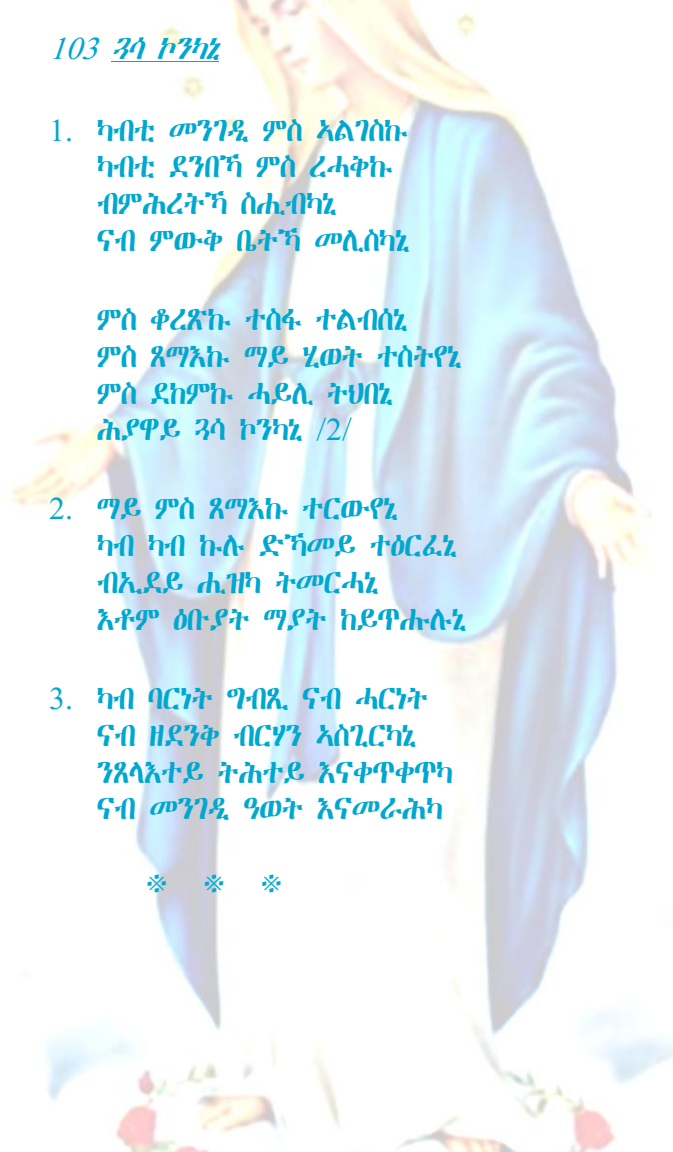 103 ጓሳ ኮንካኒ
1. ካብቲ መንገዲ ምስ ኣልገስኩ
ካብቲ ደንበኻ ምስ ረሓቅኩ
ብምሕረትኻ ስሒብካኒ
ናብ ምውቅ ቤትኻ መሊስካኒ
ምስ ቆረጽኩ ተስፋ ተልብሰኒ
ምስ ጸማእኩ ማይ ሂወት ተስትየኒ
ምስ ደከምኩ ሓይሊ ትህበኒ
ሕያዋይ ጓሳ ኮንካኒ /2/
2. ማይ ምስ ጸማእኩ ተርውየኒ
ካብ ካብ ኩሉ ድኻመይ ተዕርፈኒ
ብኢደይ ሒዝካ ትመርሓኒ
እቶም ዕቡያት ማያት ከይጥሑሉኒ
3. ካብ ባርነት ግብጺ ናብ ሓርነት
ናብ ዘደንቅ ብርሃን ኣስጊርካኒ
ንጸላእተይ ትሕተይ እናቀጥቀጥካ
ናብ መንገዲ ዓወት እናመራሕካ
※ ※ ※